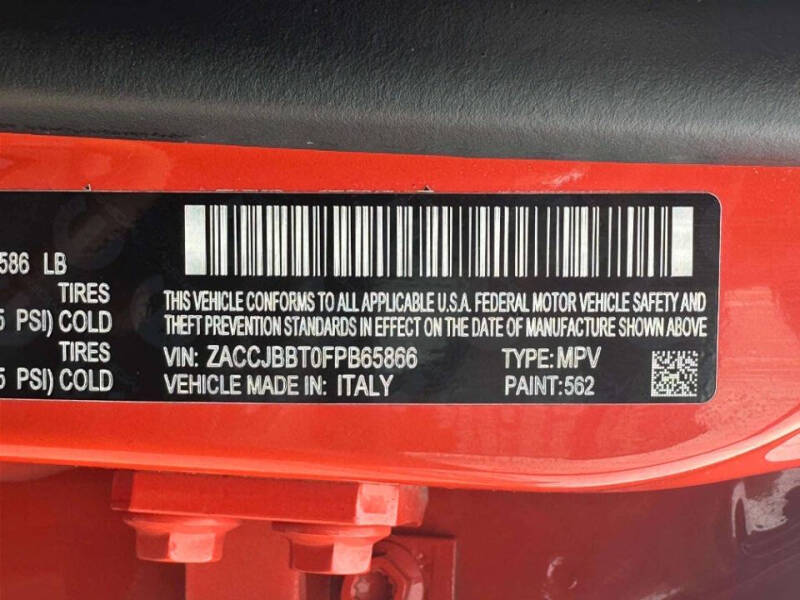 586 LB
TIRES
5 PSI) COLD
TIRES
5 PSI) COLD
THIS VEHICLE CONFORMS TO ALL APPLICABLE U.S.A. FEDERAL MOTOR VEHICLE SAFETY AND
THEFT PREVENTION STANDARDS IN EFFECT ON THE DATE OF MANUFACTURE SHOWN ABOVE
VIN: ZACCJBBT0FPB65866 TYPE: MPV
VEHICLE MADE IN: ITALY PAINT: 562